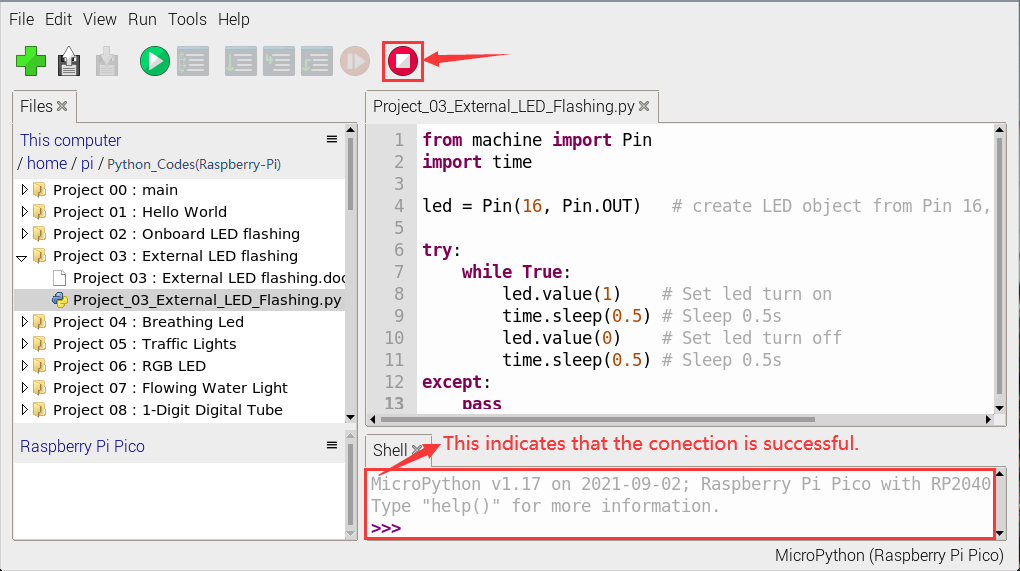 File Edit View Run Tools Help
Files
This computer
/ home / pi / Python_Codes(Raspberry-Pi)
Project 00 : main
Project 01 : Hello World
Project 02 : Onboard LED flashing
Project 03 : External LED flashing
Project 03 : External LED flashing.doc
Project_03_External_LED_Flashing.py
Project 04 : Breathing Led
Project 05 : Traffic Lights
Project 06 : RGB LED
Project 07 : Flowing Water Light
Project 08 : 1-Digit Digital Tube
Raspberry Pi Pico
Project_03_External_LED_Flashing.py
1 from machine import Pin
2 import time
3
4 led = Pin(16, Pin.OUT)   # create LED object from Pin 16,
5
6 try:
7     while True:
8         led.value(1)    # Set led turn on
9         time.sleep(0.5) # Sleep 0.5s
10         led.value(0)    # Set led turn off
11         time.sleep(0.5) # Sleep 0.5s
12 except:
13     pass
Shell
This indicates that the conection is successful.
MicroPython v1.17 on 2021-09-02; Raspberry Pi Pico with RP2040
Type "help()" for more information.
>>>
MicroPython (Raspberry Pi Pico)